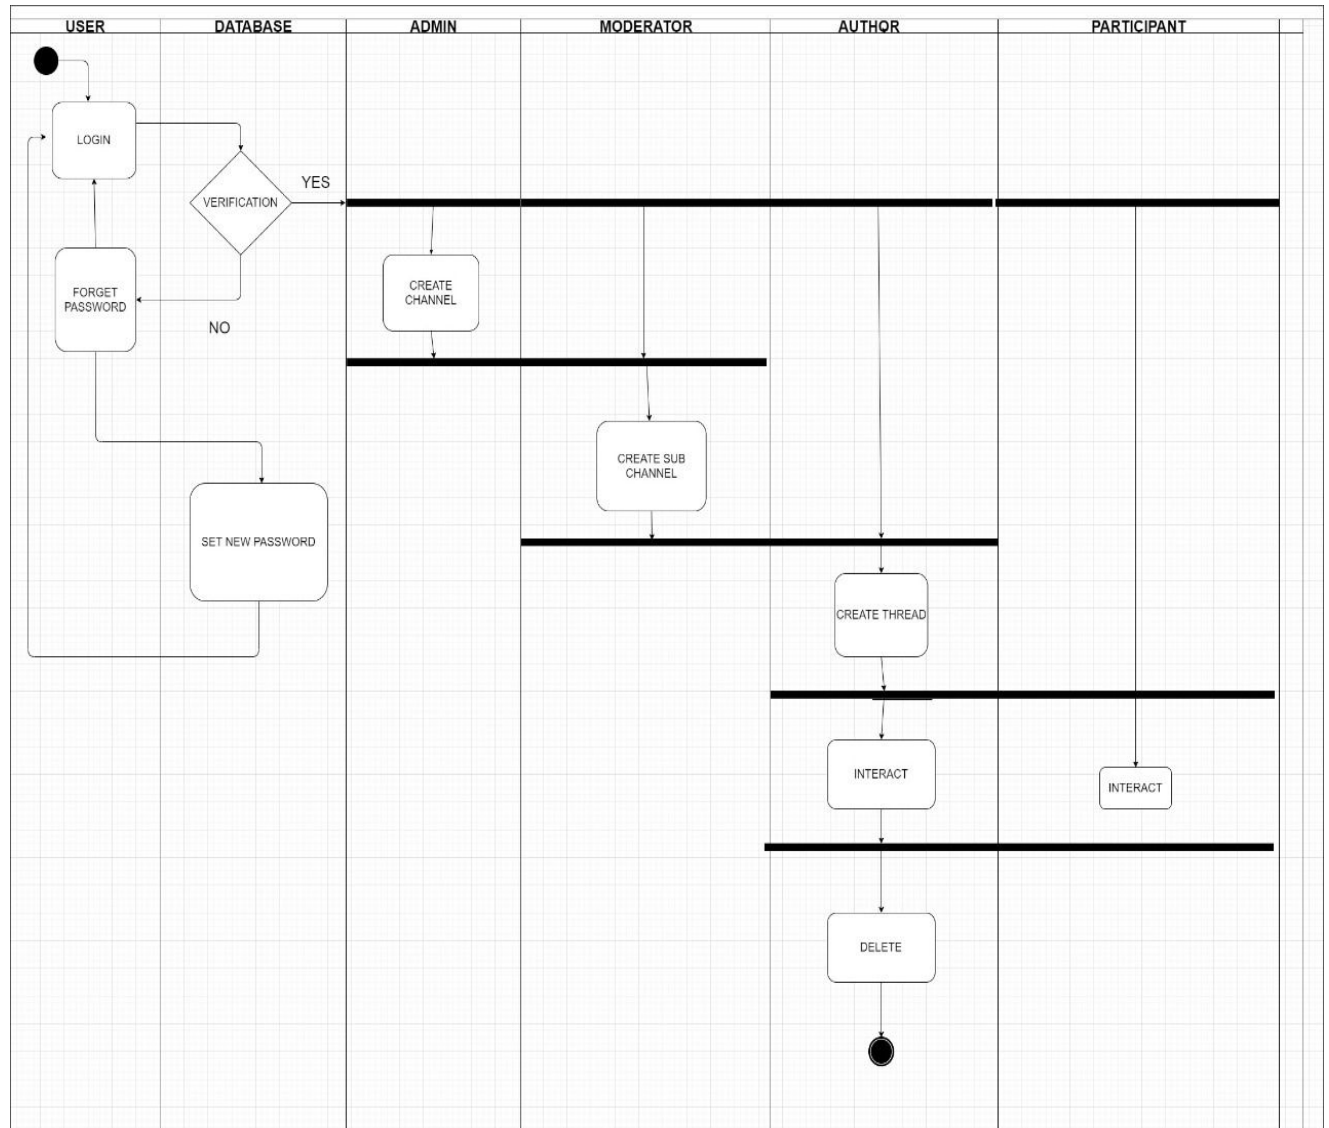 USER
DATABASE
ADMIN
MODERATOR
AUTHOR
PARTICIPANT
LOGIN
VERIFICATION
YES
FORGET
PASSWORD
NO
CREATE
CHANNEL
CREATE SUB
CHANNEL
SET NEW PASSWORD
CREATE THREAD
INTERACT
INTERACT
DELETE